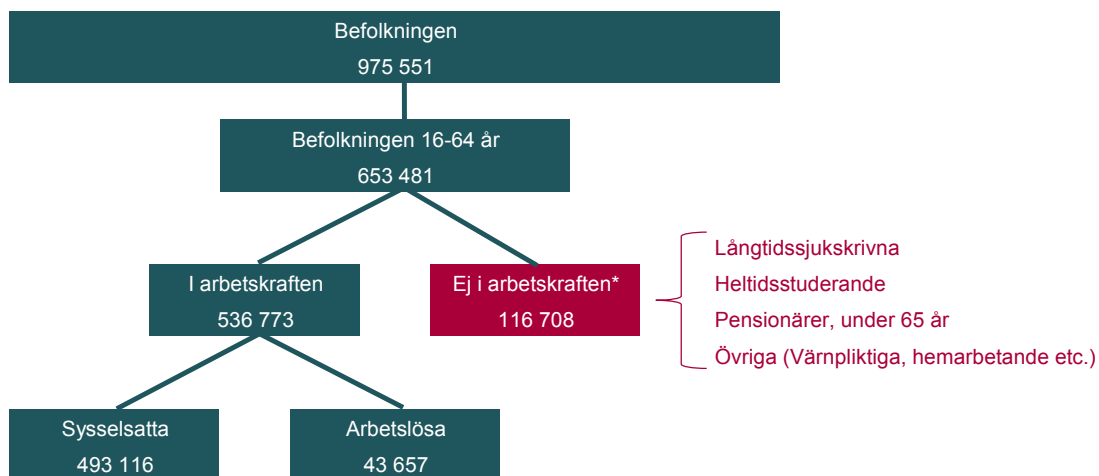 Befolkningen
975 551
Befolkningen 16-64 år
653 481
I arbetskraften
536 773
Ej i arbetskraften*
116 708
Långtidssjukskrivna
Heltidsstuderande
Pensionärer, under 65 år
Övriga (Värnpliktiga, hemarbetande etc.)
Sysselsatta
493 116
Arbetslösa
43 657